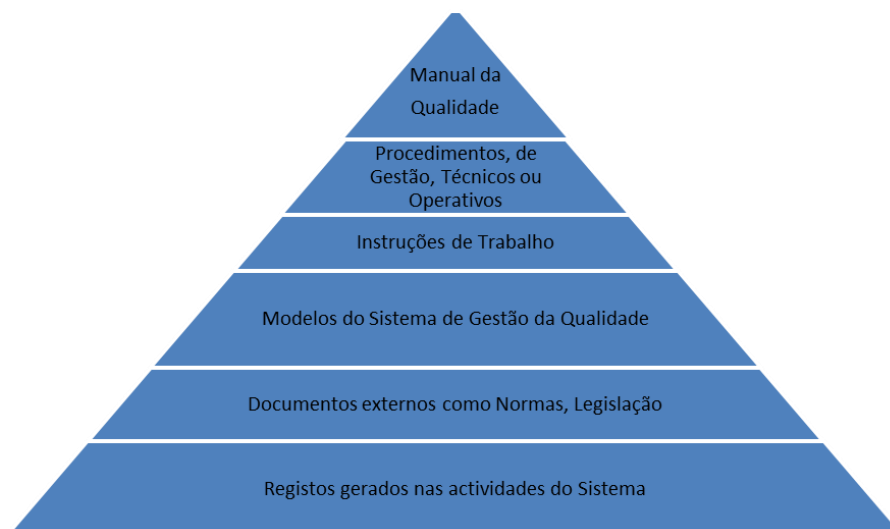 Manual da
Qualidade
Procedimentos, de
Gestão, Técnicos ou
Operativos
Instruções de Trabalho
Modelos do Sistema de Gestão da Qualidade
Documentos externos como Normas, Legislação
Registos gerados nas actividades do Sistema